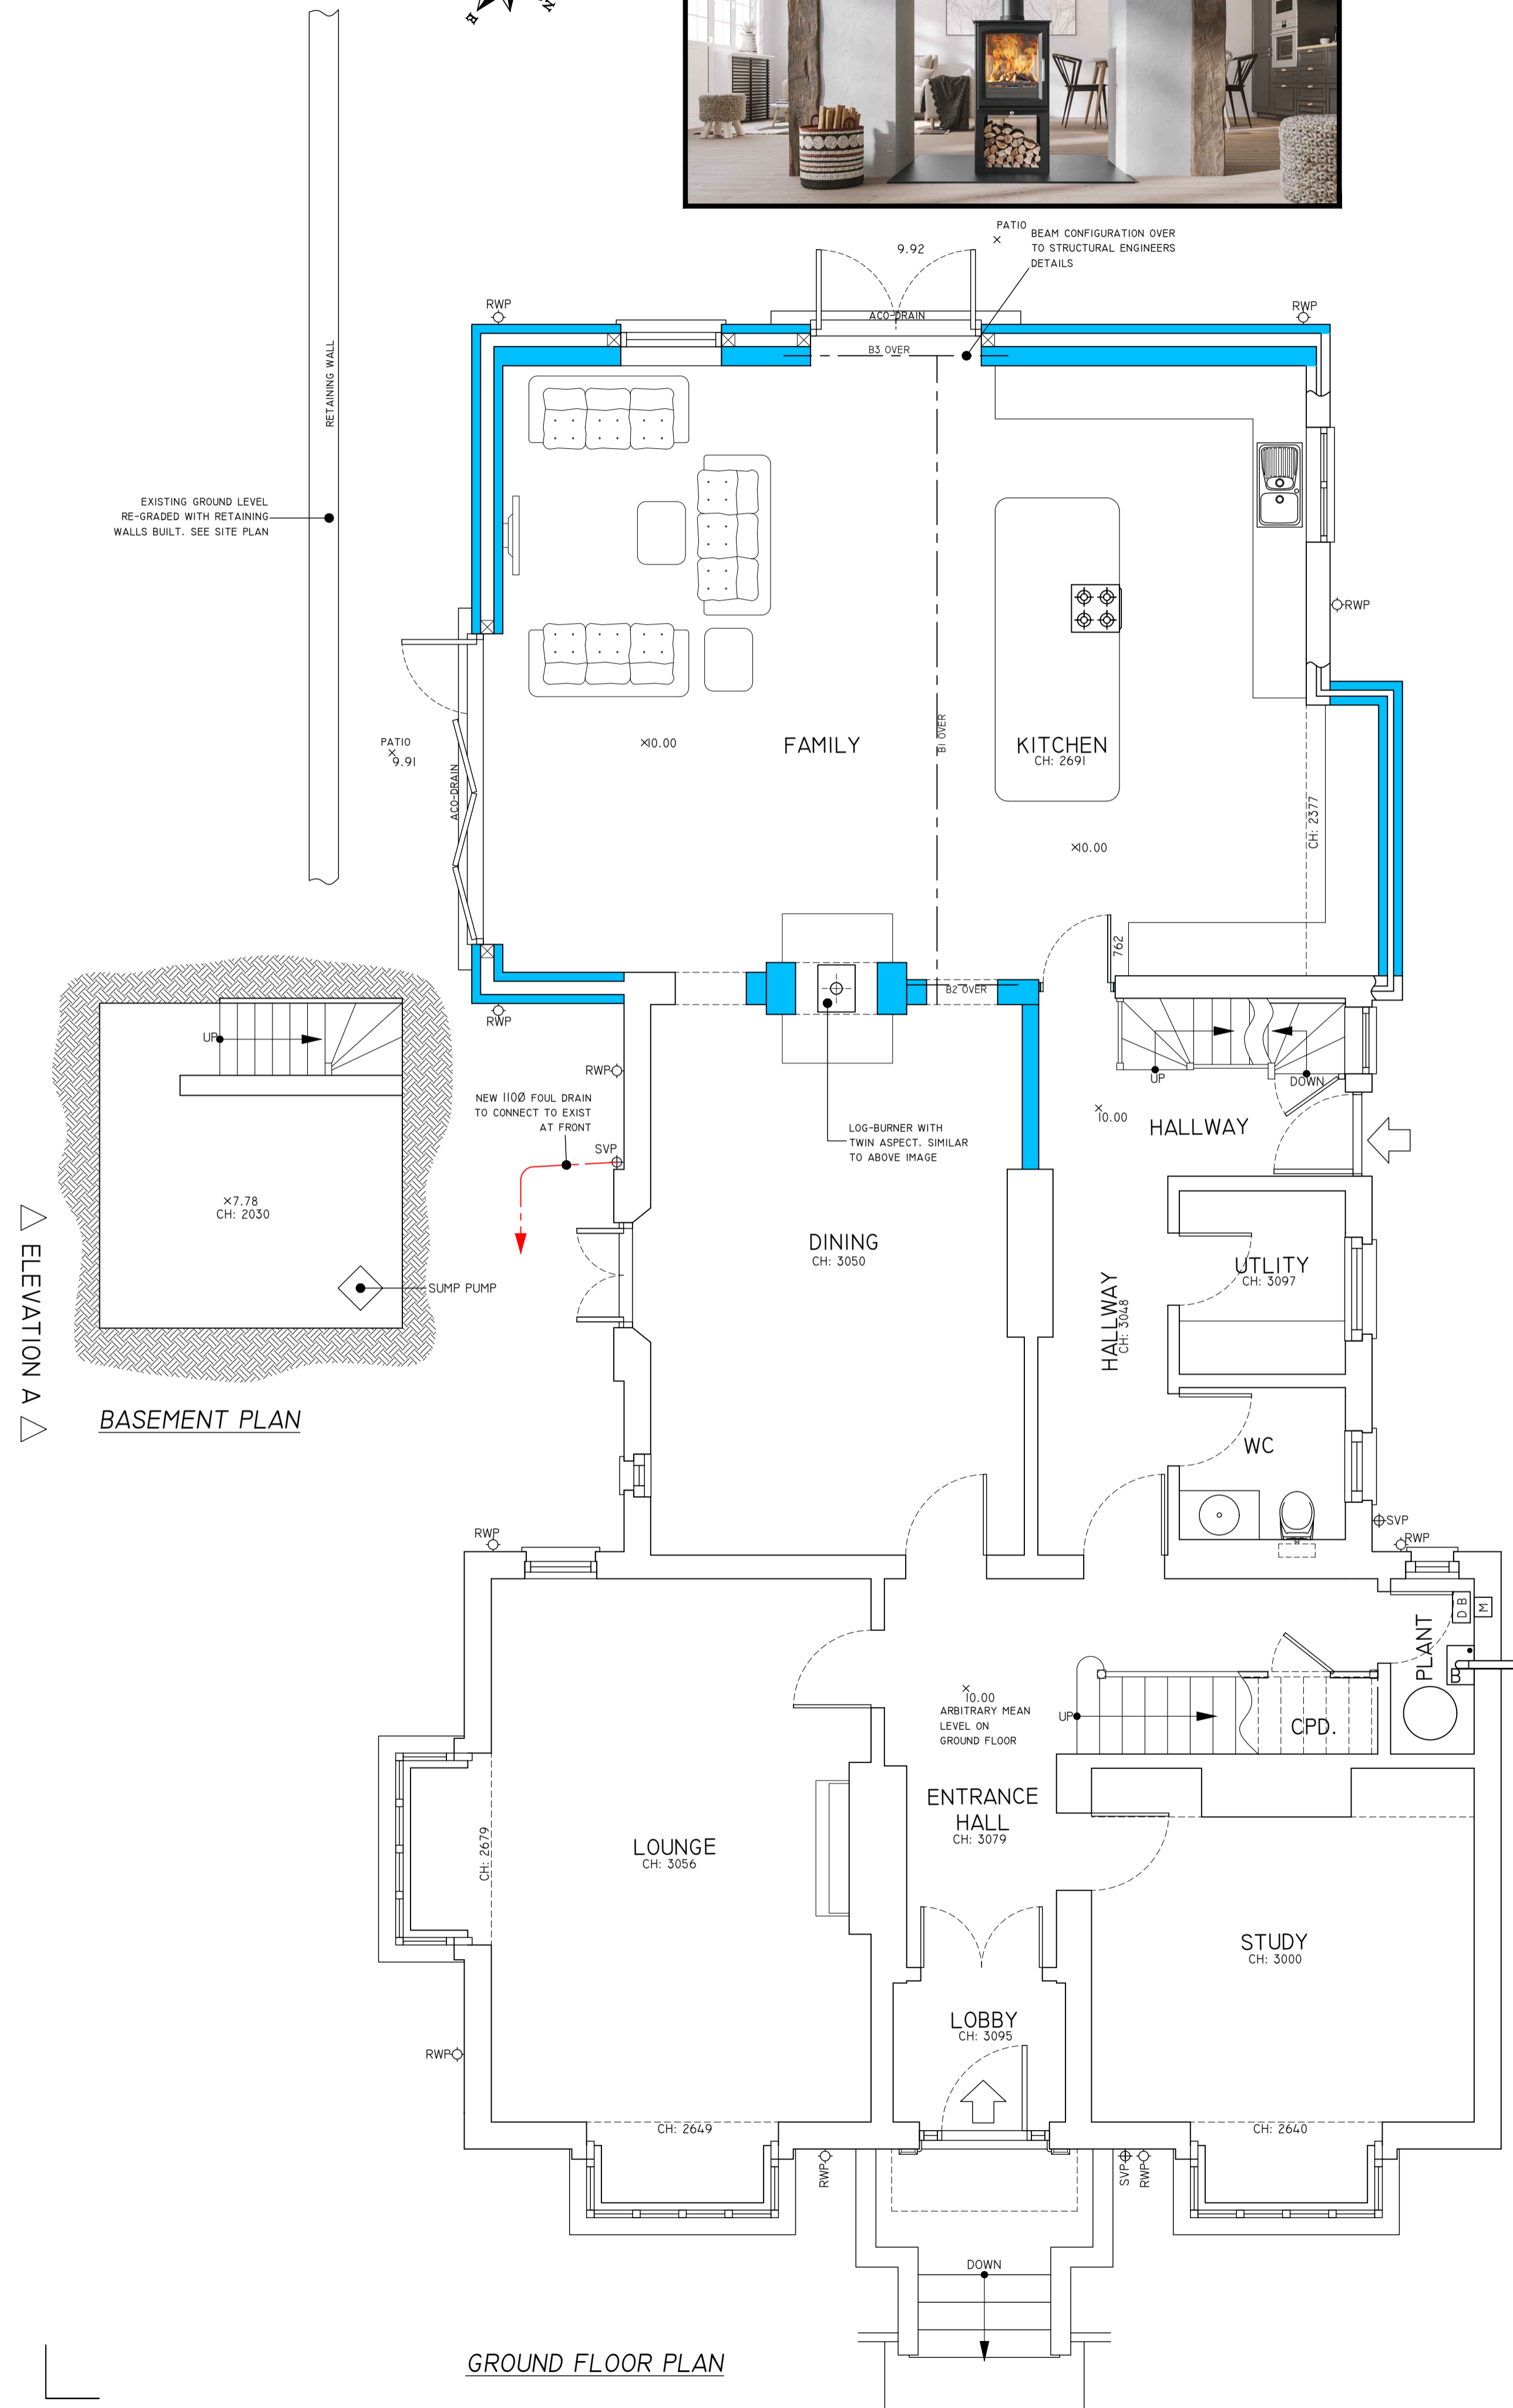 E
N
PATIO
BEAM CONFIGURATION OVER
TO STRUCTURAL ENGINEERS
DETAILS
9.92
RWP
ACO-DRAIN
RWP
B3 OVER
RETAINING WALL
EXISTING GROUND LEVEL
RE-GRADED WITH RETAINING
WALLS BUILT. SEE SITE PLAN
RWP
PATIO
9.91
ACO-DRAIN
10.00
FAMILY
B1 OVER
KITCHEN
CH: 2691
10.00
CH: 2377
762
B2 OVER
RWP
RWP
UP
UP
DOWN
NEW 110Ø FOUL DRAIN
TO CONNECT TO EXIST
AT FRONT
SVP
LOG-BURNER WITH
TWIN ASPECT. SIMILAR
TO ABOVE IMAGE
10.00
HALLWAY
7.78
CH: 2030
SUMP PUMP
DINING
CH: 3050
HALLWAY
CH: 3048
UTLITY
CH: 3097
ELEVATION A
BASEMENT PLAN
WC
SVP
RWP
RWP
PLANT
DB
M
B
10.00
ARBITRARY MEAN
LEVEL ON
GROUND FLOOR
UP
CPD.
ENTRANCE
HALL
CH: 3079
LOUNGE
CH: 3056
CH: 2679
STUDY
CH: 3000
LOBBY
CH: 3095
RWP
CH: 2649
CH: 2640
RWP
SVP
RWP
DOWN
GROUND FLOOR PLAN